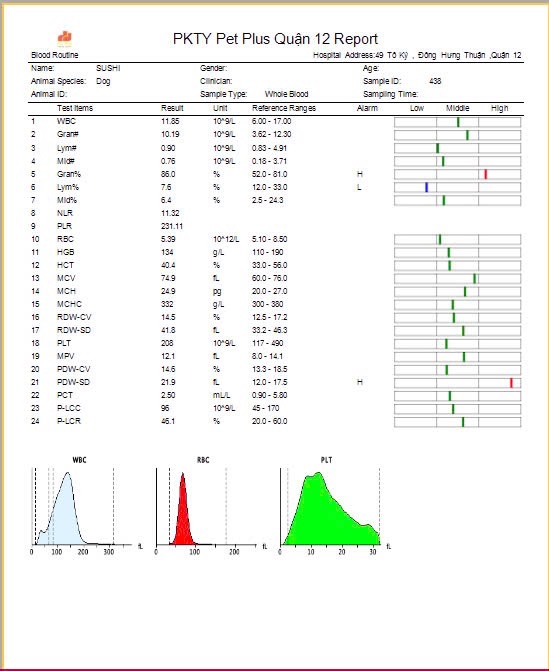 PKTY Pet Plus Quận 12 Report
Blood Routine Hospital Address:49 Tô Ký , Đông Hưng Thuận ,Quận 12
Name: SUSHI Gender: Age:
Animal Species: Dog Clinician: Sample ID: 438
Animal ID: Sample Type: Whole Blood Sampling Time:
Test Items Result Unit Reference Ranges Alarm Low Middle High
1 WBC 11.85 10^9/L 6.00 - 17.00
2 Gran# 10.19 10^9/L 3.62 - 12.30
3 Lym# 0.90 10^9/L 0.83 - 4.91
4 Mid# 0.76 10^9/L 0.18 - 3.71
5 Gran% 86.0 % 52.0 - 81.0 H
6 Lym% 7.6 % 12.0 - 33.0 L
7 Mid% 6.4 % 2.5 - 24.3
8 NLR 11.32
9 PLR 231.11
10 RBC 5.39 10^12/L 5.10 - 8.50
11 HGB 134 g/L 110 - 190
12 HCT 40.4 % 33.0 - 56.0
13 MCV 74.9 fL 60.0 - 76.0
14 MCH 24.9 pg 20.0 - 27.0
15 MCHC 332 g/L 300 - 380
16 RDW-CV 14.5 % 12.5 - 17.2
17 RDW-SD 41.8 fL 33.2 - 46.3
18 PLT 208 10^9/L 117 - 490
19 MPV 12.1 fL 8.0 - 14.1
20 PDW-CV 14.6 % 13.3 - 18.5
21 PDW-SD 21.9 fL 12.0 - 17.5 H
22 PCT 2.50 mL/L 0.90 - 5.80
23 P-LCC 96 10^9/L 45 - 170
24 P-LCR 46.1 % 20.0 - 60.0
WBC RBC PLT
0 100 200 300 fL 0 100 200 fL 0 10 20 30 fL